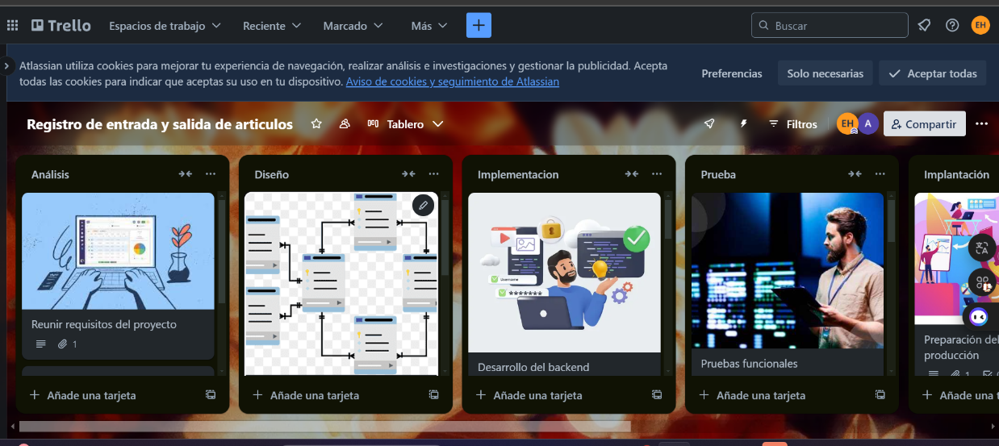 Trello
Espacios de trabajo
Reciente
Marcado
Más
Buscar
EH
Atlassian utiliza cookies para mejorar tu experiencia de navegación, realizar análisis e investigaciones y gestionar la publicidad. Acepta
todas las cookies para indicar que aceptas su uso en tu dispositivo. Aviso de cookies y seguimiento de Atlassian
Preferencias
Solo necesarias
Aceptar todas
Registro de entrada y salida de articulos
Tablero
Filtros
EH
A
Compartir
Análisis
Reunir requisitos del proyecto
1
Añade una tarjeta
Diseño
Añade una tarjeta
Implementacion
Username
*******
Desarrollo del backend
Añade una tarjeta
Prueba
Pruebas funcionales
Añade una tarjeta
Implantación
Preparación del
producción
1
Añade una t